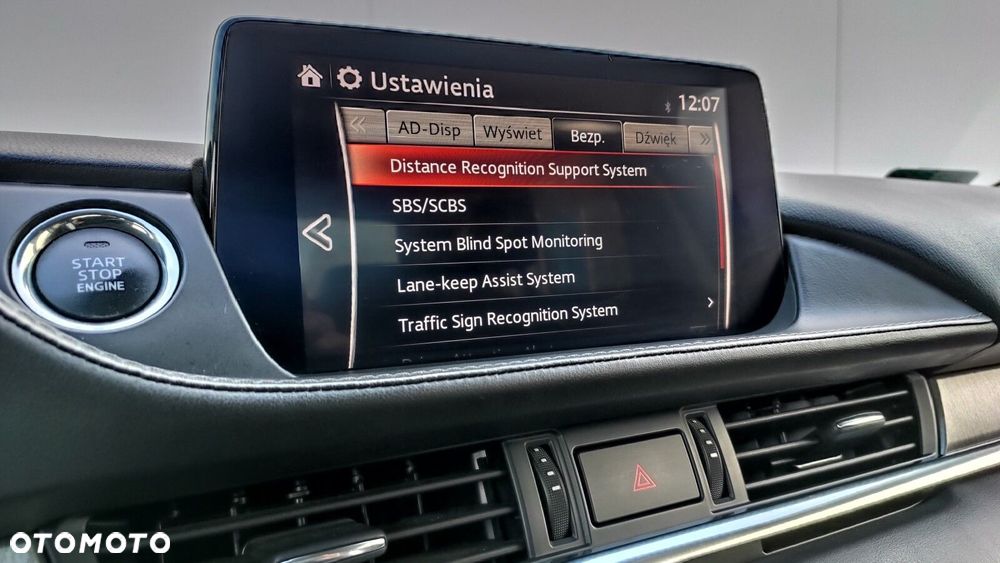 Ustawienia
12:07
AD-Disp
Wyświet
Bezp.
Dźwięk
Distance Recognition Support System
SBS/SCBS
System Blind Spot Monitoring
Lane-keep Assist System
Traffic Sign Recognition System
START
STOP
ENGINE
OTOMOTO